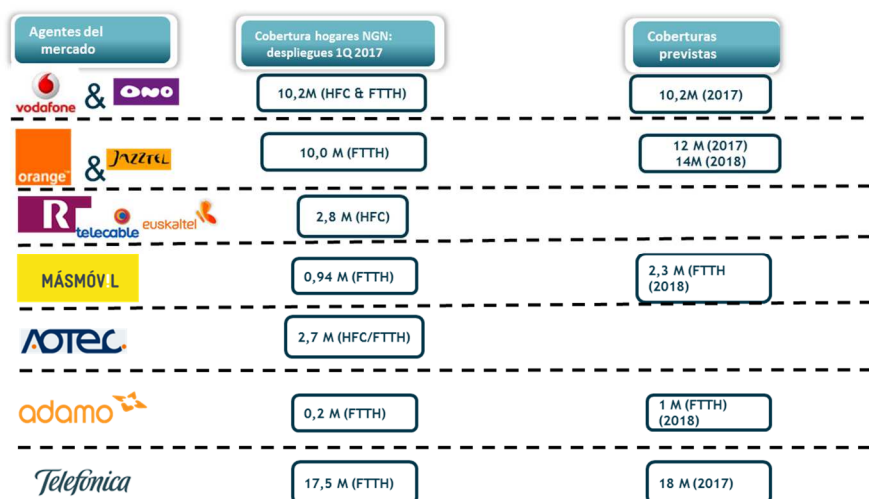 Agentes del
mercado
Cobertura hogares NGN:
despliegues 1Q 2017
Coberturas
previstas
vodafone & ONO
10,2M (HFC & FTTH)
10,2M (2017)
orange™ & JAZZTEL
10,0 M (FTTH)
12 M (2017)
14M (2018)
R telecable euskaltel
2,8 M (HFC)
MÁSMÓV!L
0,94 M (FTTH)
2,3 M (FTTH
(2018)
AOTEC.
2,7 M (HFC/FTTH)
adamo
0,2 M (FTTH)
1 M (FTTH)
(2018)
Telefónica
17,5 M (FTTH)
18 M (2017)